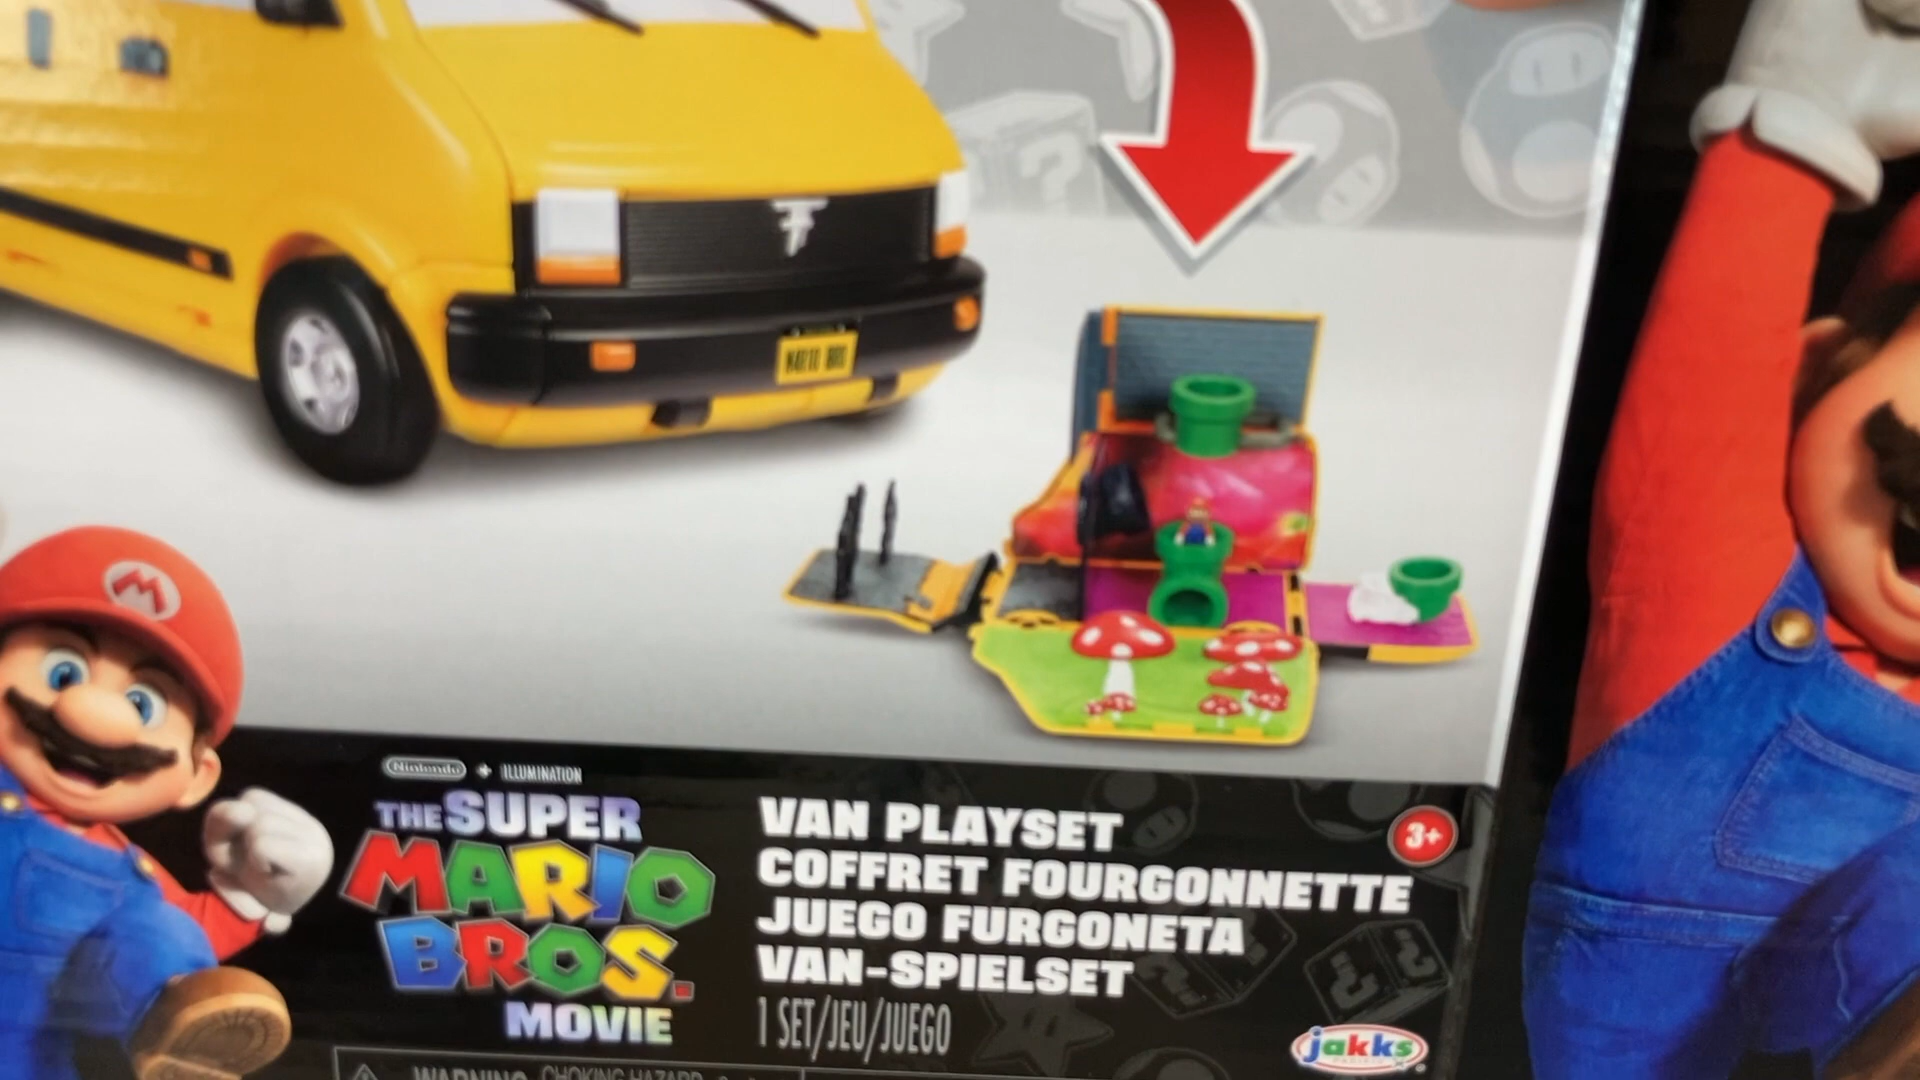 Nintendo + ILLUMINATION
THE SUPER
MARIO
BROS.
MOVIE
VAN PLAYSET
COFFRET FOURGONNETTE
JUEGO FURGONETA
VAN-SPIELSET
1 SET/JEU/JUEGO
3+
jakks
WARNING CHOKING HAZARD
M